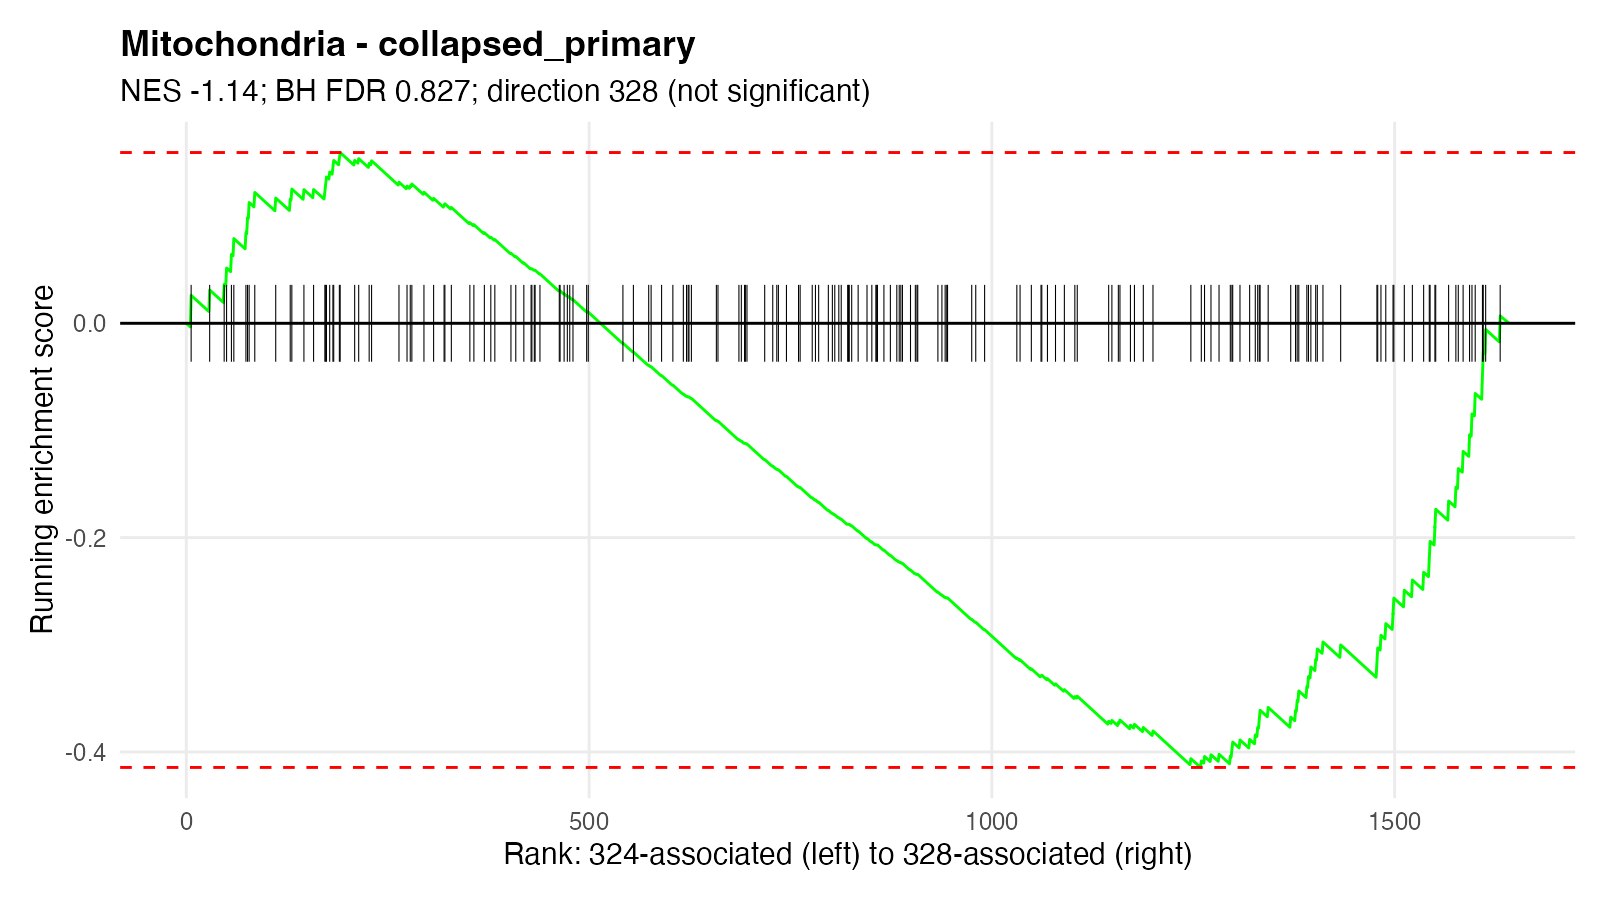 Mitochondria - collapsed_primary
NES -1.14; BH FDR 0.827; direction 328 (not significant)
Running enrichment score
0.0
-0.2
-0.4
0
500
1000
1500
Rank: 324-associated (left) to 328-associated (right)